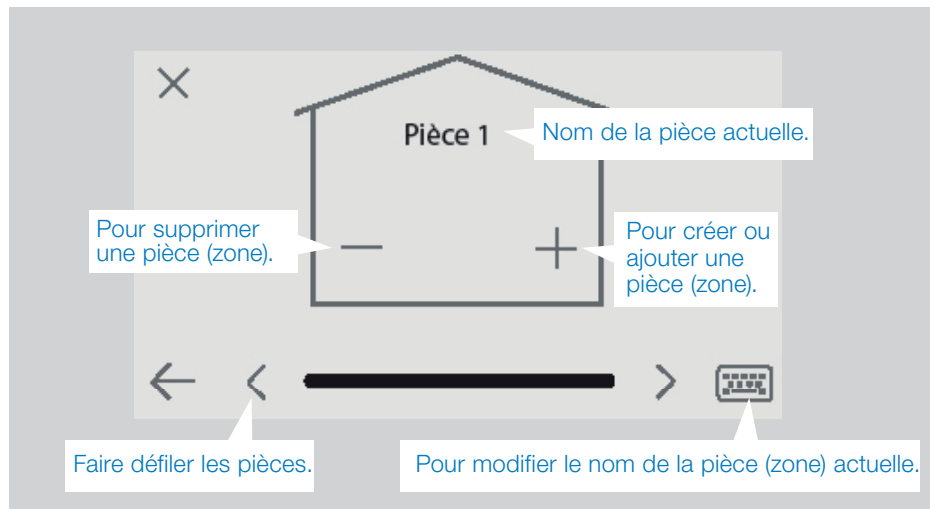 Pièce 1
Nom de la pièce actuelle.
Pour supprimer
une pièce (zone).
Pour créer ou
ajouter une
pièce (zone).
Faire défiler les pièces.
Pour modifier le nom de la pièce (zone) actuelle.